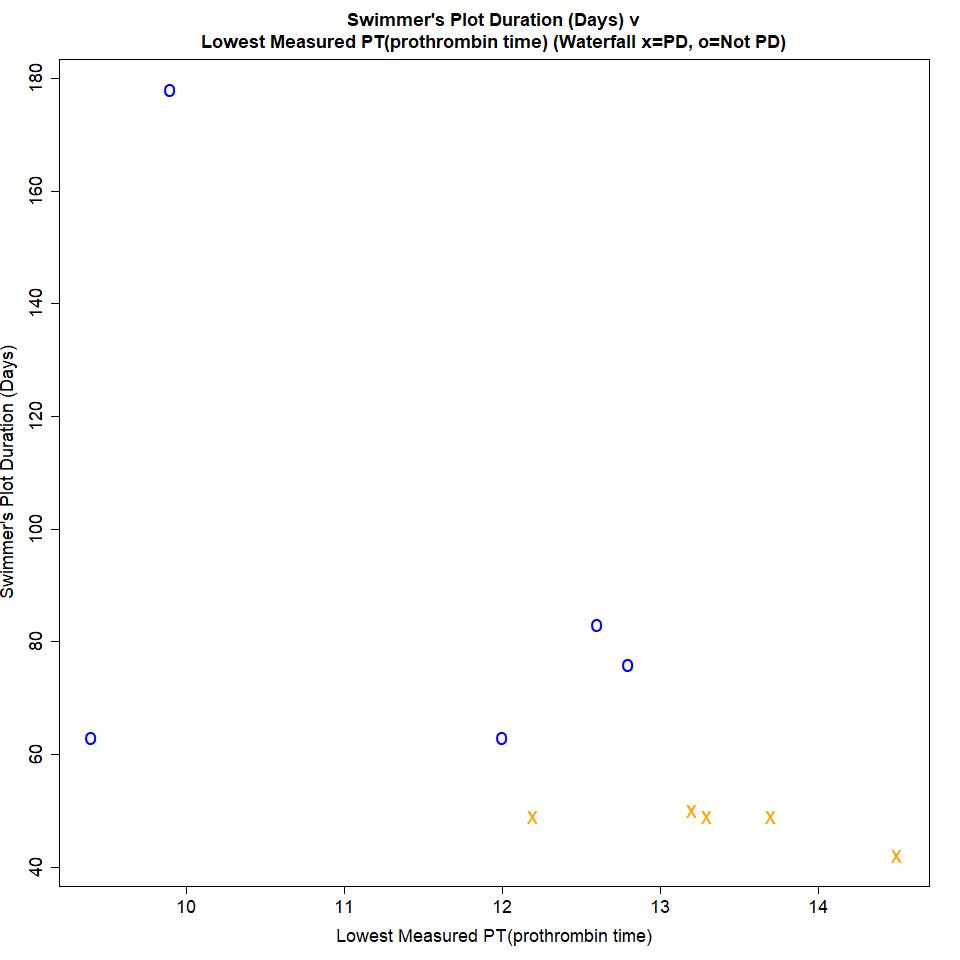 Swimmer's Plot Duration (Days) v
Lowest Measured PT(prothrombin time) (Waterfall x=PD, o=Not PD)
Swimmer's Plot Duration (Days)
180
160
140
120
100
80
60
40
o
o
o
o
o
x
x
x
x
x
10 11 12 13 14
Lowest Measured PT(prothrombin time)